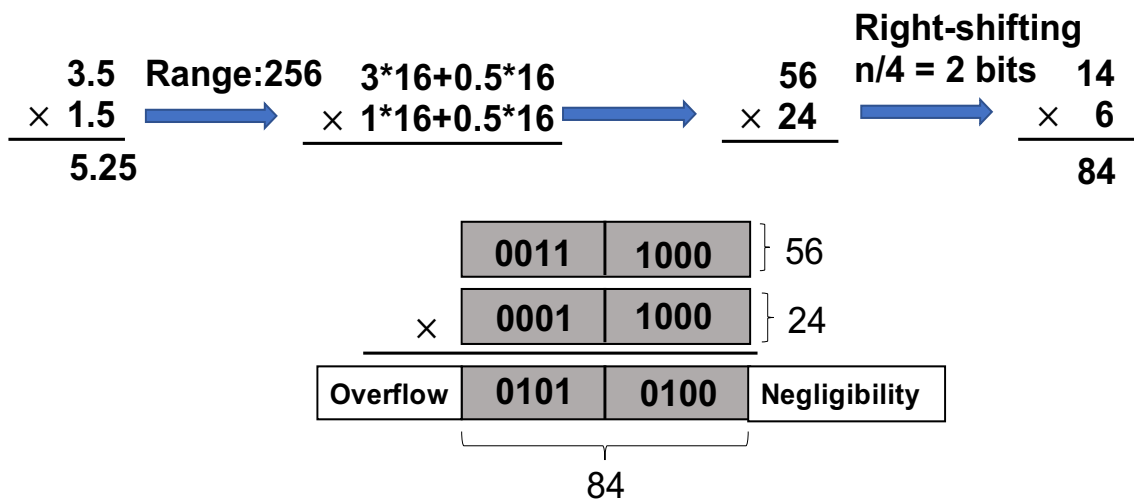 3.5
× 1.5
5.25
Range:256
3*16+0.5*16
× 1*16+0.5*16
56
× 24
Right-shifting
n/4 = 2 bits
14
× 6
84
0011 1000 56
× 0001 1000 24
Overflow 0101 0100 Negligibility
84